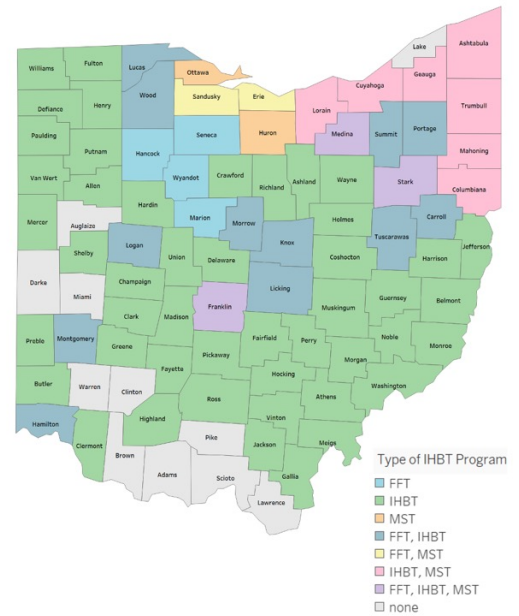 Lake
Ashtabula
Williams
Fulton
Lucas
Ottawa
Geauga
Cuyahoga
Wood
Sandusky
Erie
Lorain
Trumbull
Defiance
Henry
Huron
Medina
Summit
Portage
Paulding
Seneca
Mahoning
Putnam
Hancock
Van Wert
Allen
Wyandot
Crawford
Richland
Ashland
Wayne
Stark
Columbiana
Hardin
Mercer
Auglaize
Marion
Morrow
Holmes
Carroll
Tuscarawas
Logan
Knox
Jefferson
Shelby
Union
Delaware
Coshocton
Harrison
Darke
Champaign
Licking
Miami
Guernsey
Belmont
Clark
Madison
Franklin
Muskingum
Preble
Montgomery
Greene
Fairfield
Perry
Noble
Monroe
Pickaway
Morgan
Fayette
Butler
Warren
Clinton
Hocking
Washington
Ross
Athens
Hamilton
Highland
Vinton
Clermont
Pike
Jackson
Meigs
Brown
Adams
Scioto
Gallia
Lawrence
Type of IHBT Program
FFT
IHBT
MST
FFT, IHBT
FFT, MST
IHBT, MST
FFT, IHBT, MST
none